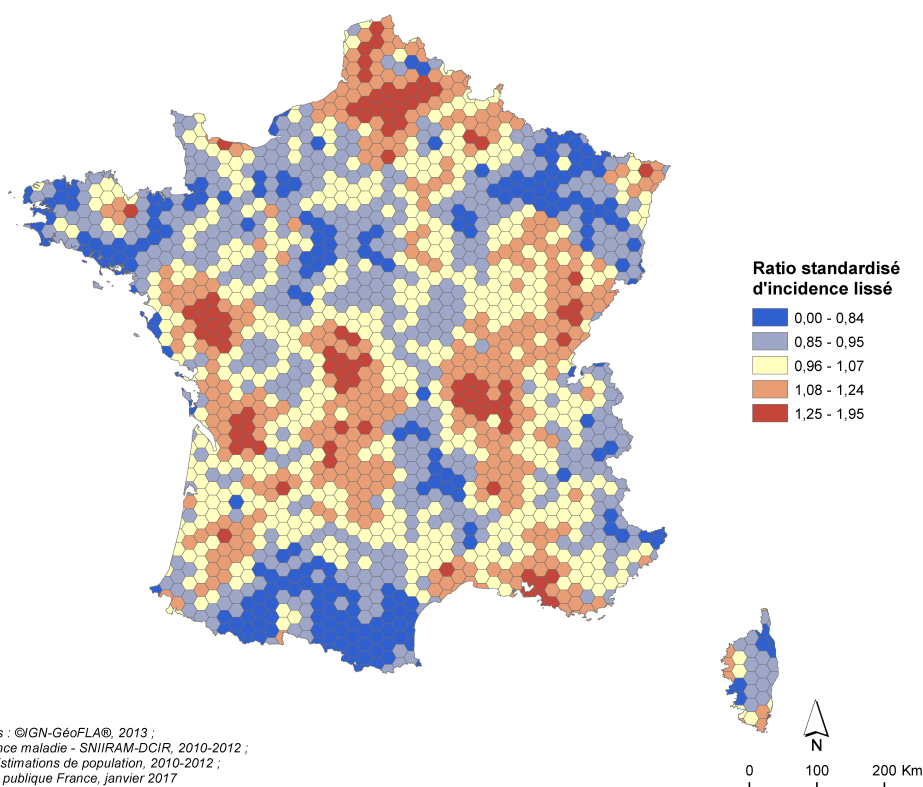 Ratio standardisé
d'incidence lissé
0,00 - 0,84
0,85 - 0,95
0,96 - 1,07
1,08 - 1,24
1,25 - 1,95
: ©IGN-GéoFLA®, 2013 ;
maladie - SNIIRAM-DCIR, 2010-2012 ;
de population, 2010-2012 ;
publique France, janvier 2017
N
0 100 200 Km